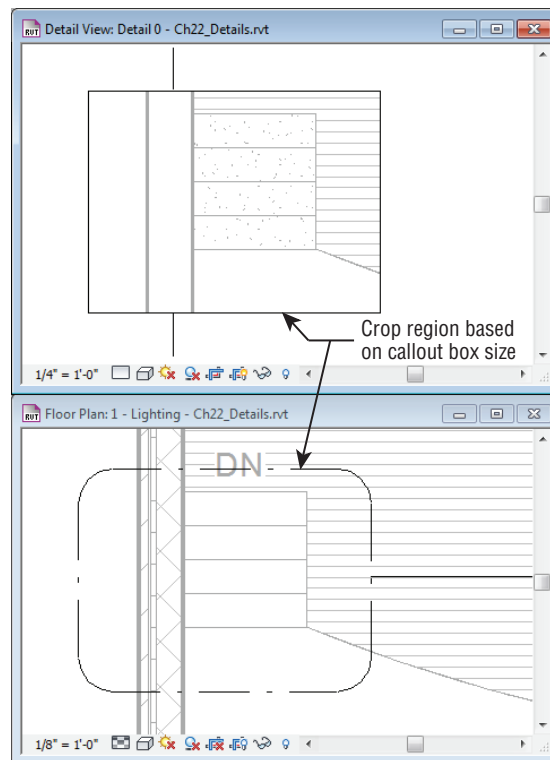 RVT Detail View: Detail 0 - Ch22_Details.rvt
Crop region based
on callout box size
1/4" = 1'-0"
RVT Floor Plan: 1 - Lighting - Ch22_Details.rvt
DN
1/8" = 1'-0"